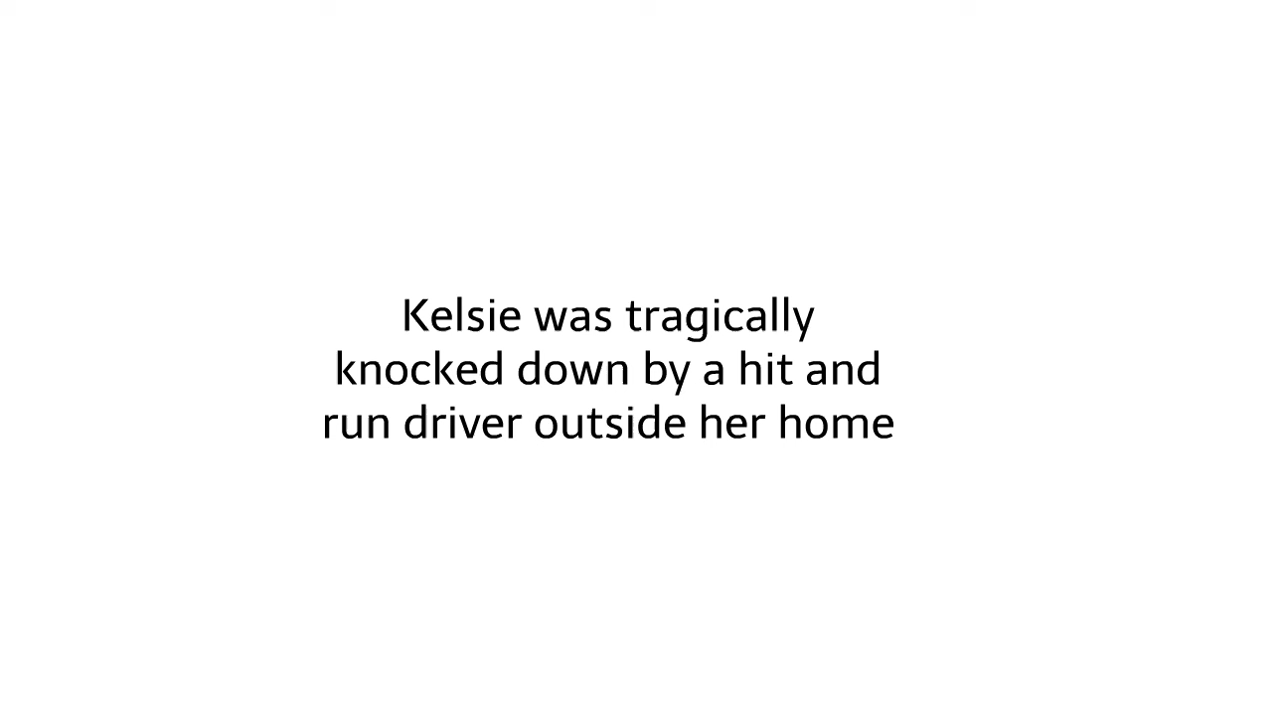 Kelsie was tragically
knocked down by a hit and
run driver outside her home